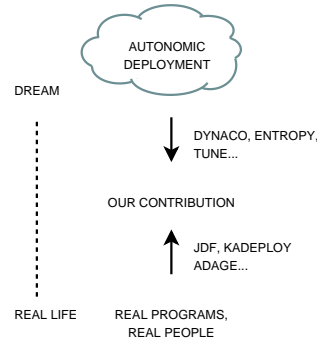 AUTONOMIC
DEPLOYMENT
DREAM
DYNACO, ENTROPY,
TUNE...
OUR CONTRIBUTION
JDF, KADEPLOY
ADAGE...
REAL LIFE
REAL PROGRAMS,
REAL PEOPLE